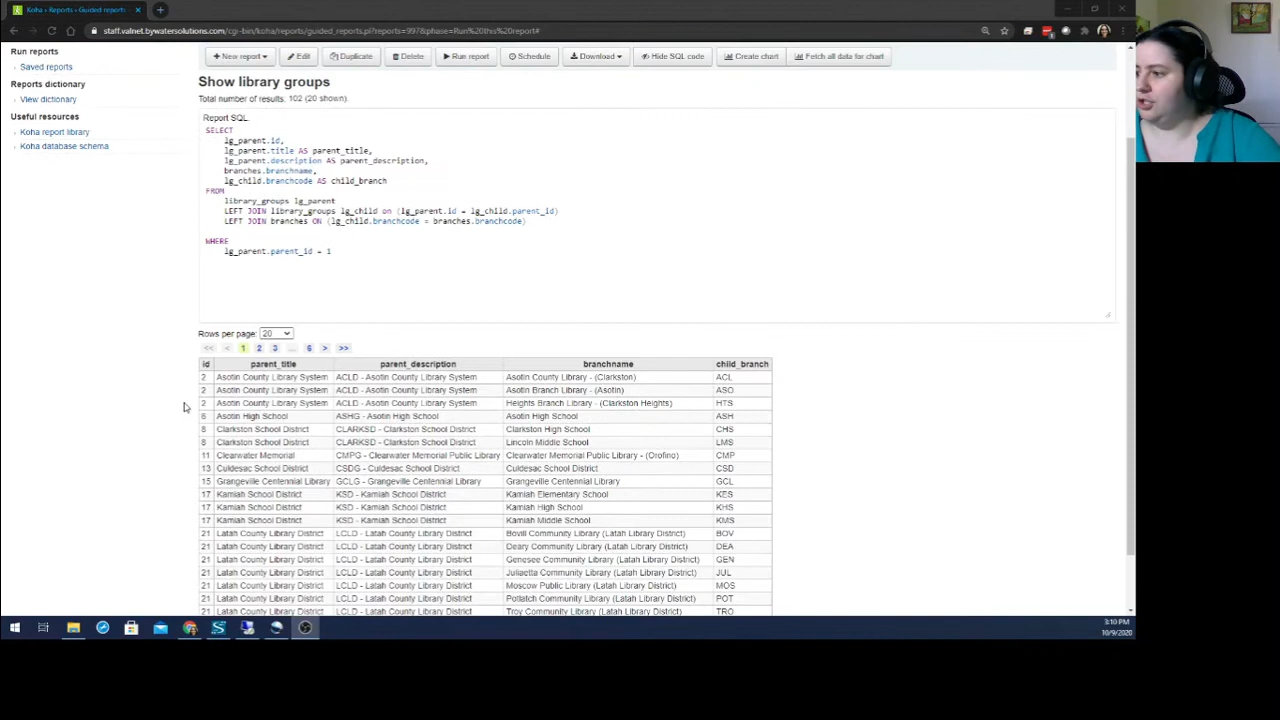 Koha › Reports › Guided reports
staff.valnet.bywatersolutions.com/cgi-bin/koha/reports/guided_reports.pl?reports=997&phase=Run%20this%20report#
Run reports
Saved reports
Reports dictionary
View dictionary
Useful resources
Koha report library
Koha database schema
+ New report
Edit
Duplicate
Delete
Run report
Schedule
Download
Hide SQL code
Create chart
Fetch all data for chart
Show library groups
Total number of results: 102 (20 shown).
Report SQL
SELECT
lg_parent.id,
lg_parent.title AS parent_title,
lg_parent.description AS parent_description,
branches.branchname,
lg_child.branchcode AS child_branch
FROM
library_groups lg_parent
LEFT JOIN library_groups lg_child on (lg_parent.id = lg_child.parent_id)
LEFT JOIN branches ON (lg_child.branchcode = branches.branchcode)
WHERE
lg_parent.parent_id = 1
Rows per page: 20
<< < 1 2 3 ... 6 > >>
id parent_title parent_description branchname child_branch
2 Asotin County Library System ACLD - Asotin County Library System Asotin County Library - (Clarkston) ACL
2 Asotin County Library System ACLD - Asotin County Library System Asotin Branch Library - (Asotin) ASO
2 Asotin County Library System ACLD - Asotin County Library System Heights Branch Library - (Clarkston Heights) HTS
6 Asotin High School ASHG - Asotin High School Asotin High School ASH
8 Clarkston School District CLARKSD - Clarkston School District Clarkston High School CHS
8 Clarkston School District CLARKSD - Clarkston School District Lincoln Middle School LMS
11 Clearwater Memorial CMPG - Clearwater Memorial Public Library Clearwater Memorial Public Library - (Orofino) CMP
13 Culdesac School District CSDG - Culdesac School District Culdesac School District CSD
15 Grangeville Centennial Library GCLG - Grangeville Centennial Library Grangeville Centennial Library GCL
17 Kamiah School District KSD - Kamiah School District Kamiah Elementary School KES
17 Kamiah School District KSD - Kamiah School District Kamiah High School KHS
17 Kamiah School District KSD - Kamiah School District Kamiah Middle School KMS
21 Latah County Library District LCLD - Latah County Library District Bovill Community Library (Latah Library District) BOV
21 Latah County Library District LCLD - Latah County Library District Deary Community Library (Latah Library District) DEA
21 Latah County Library District LCLD - Latah County Library District Genesee Community Library (Latah Library District) GEN
21 Latah County Library District LCLD - Latah County Library District Juliaetta Community Library (Latah Library District) JUL
21 Latah County Library District LCLD - Latah County Library District Moscow Public Library (Latah Library District) MOS
21 Latah County Library District LCLD - Latah County Library District Potlatch Community Library (Latah Library District) POT
21 Latah County Library District LCLD - Latah County Library District Troy Community Library (Latah Library District) TRO
3:10 PM
10/9/2020